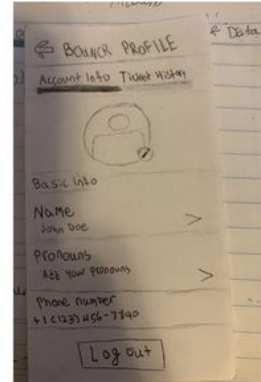 & Data
BOUNCR PROFILE
Account Info Ticket History
Basic Info
Name
John Doe
>
Pronouns
Add your pronouns
>
Phone number
+1 (123) 456-7890
Log out